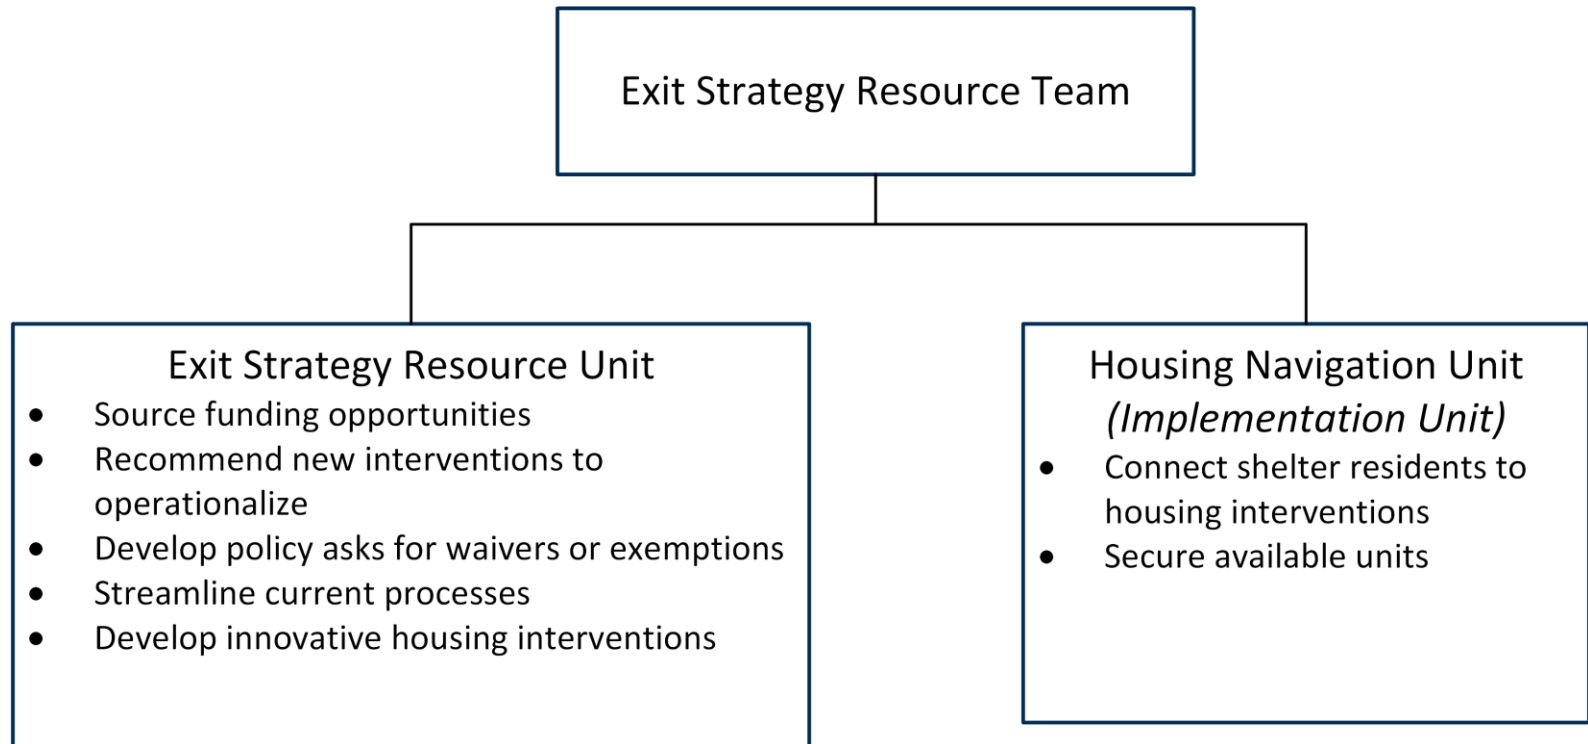 Exit Strategy Resource Team
Exit Strategy Resource Unit
• Source funding opportunities
• Recommend new interventions to
operationalize
• Develop policy asks for waivers or exemptions
• Streamline current processes
• Develop innovative housing interventions
Housing Navigation Unit
(Implementation Unit)
• Connect shelter residents to
housing interventions
• Secure available units